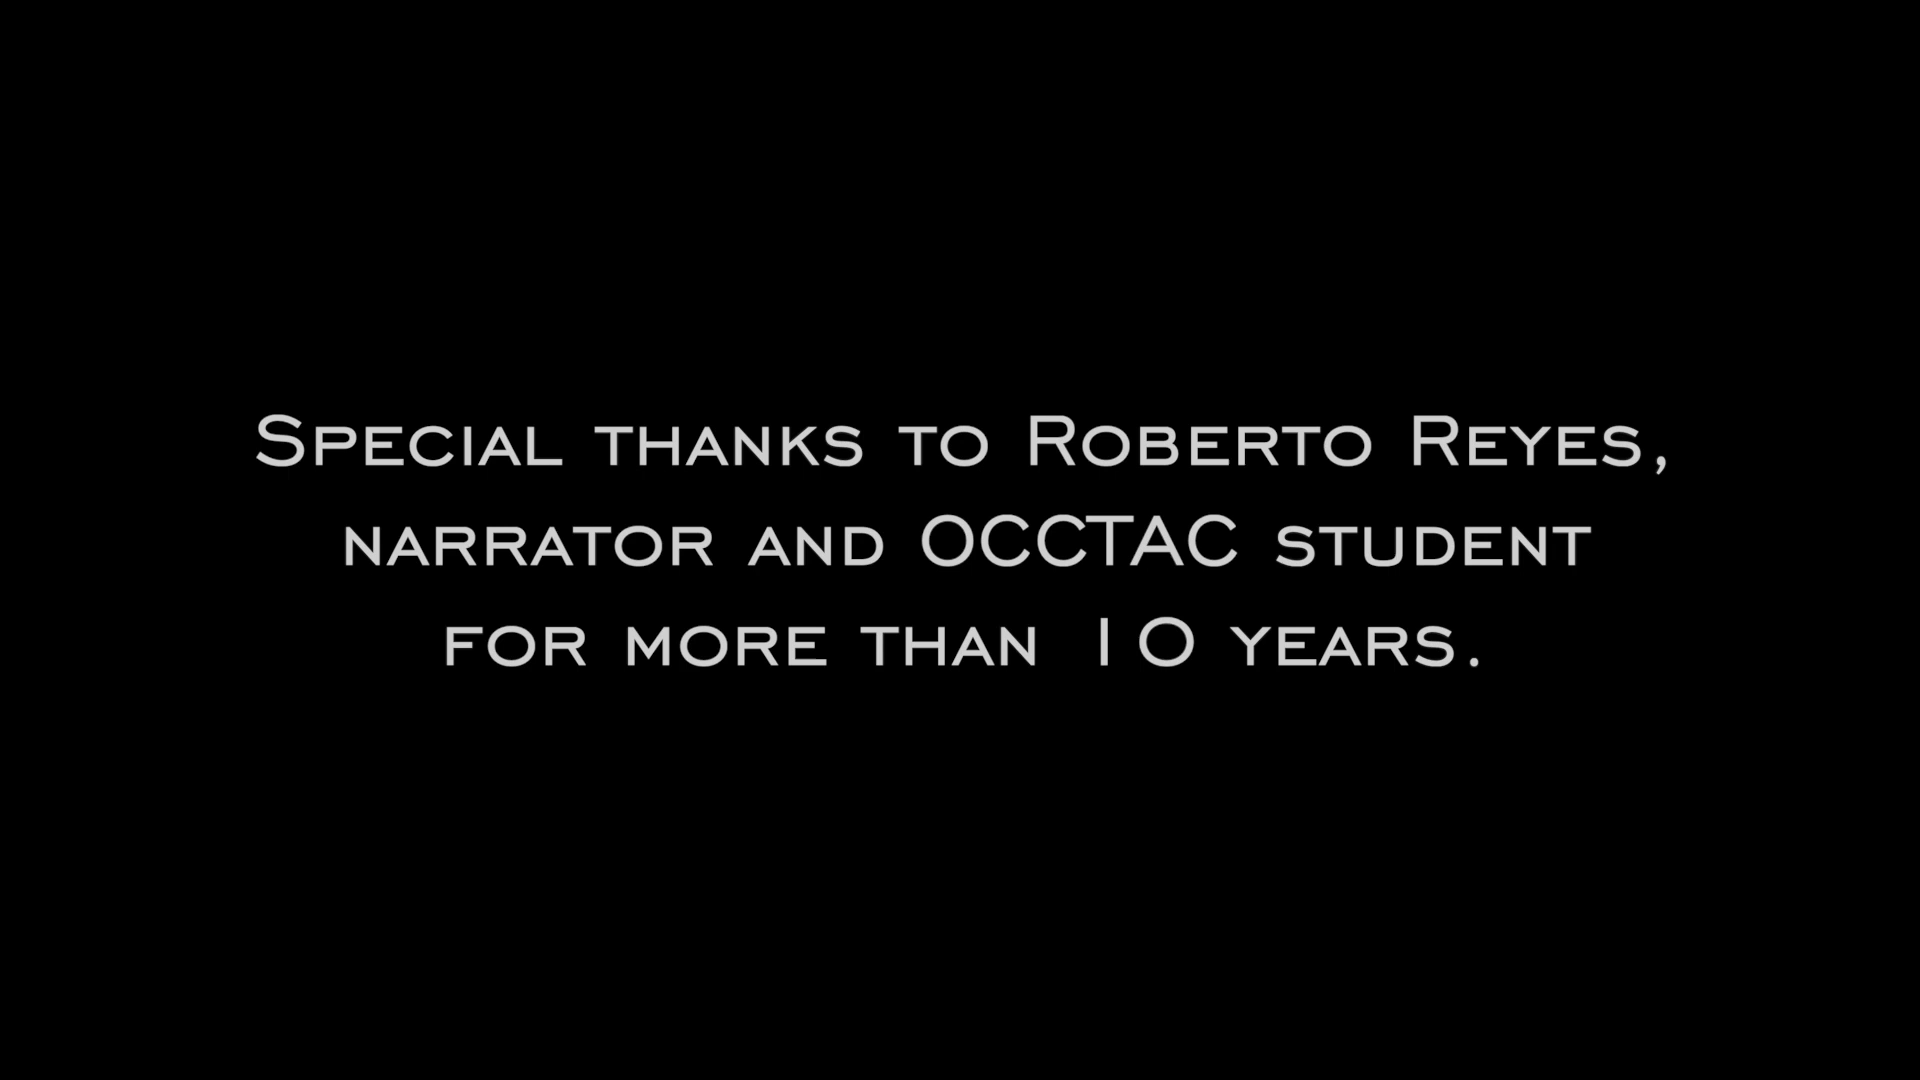 Special thanks to Roberto Reyes,
narrator and OCCTAC student
for more than 10 years.